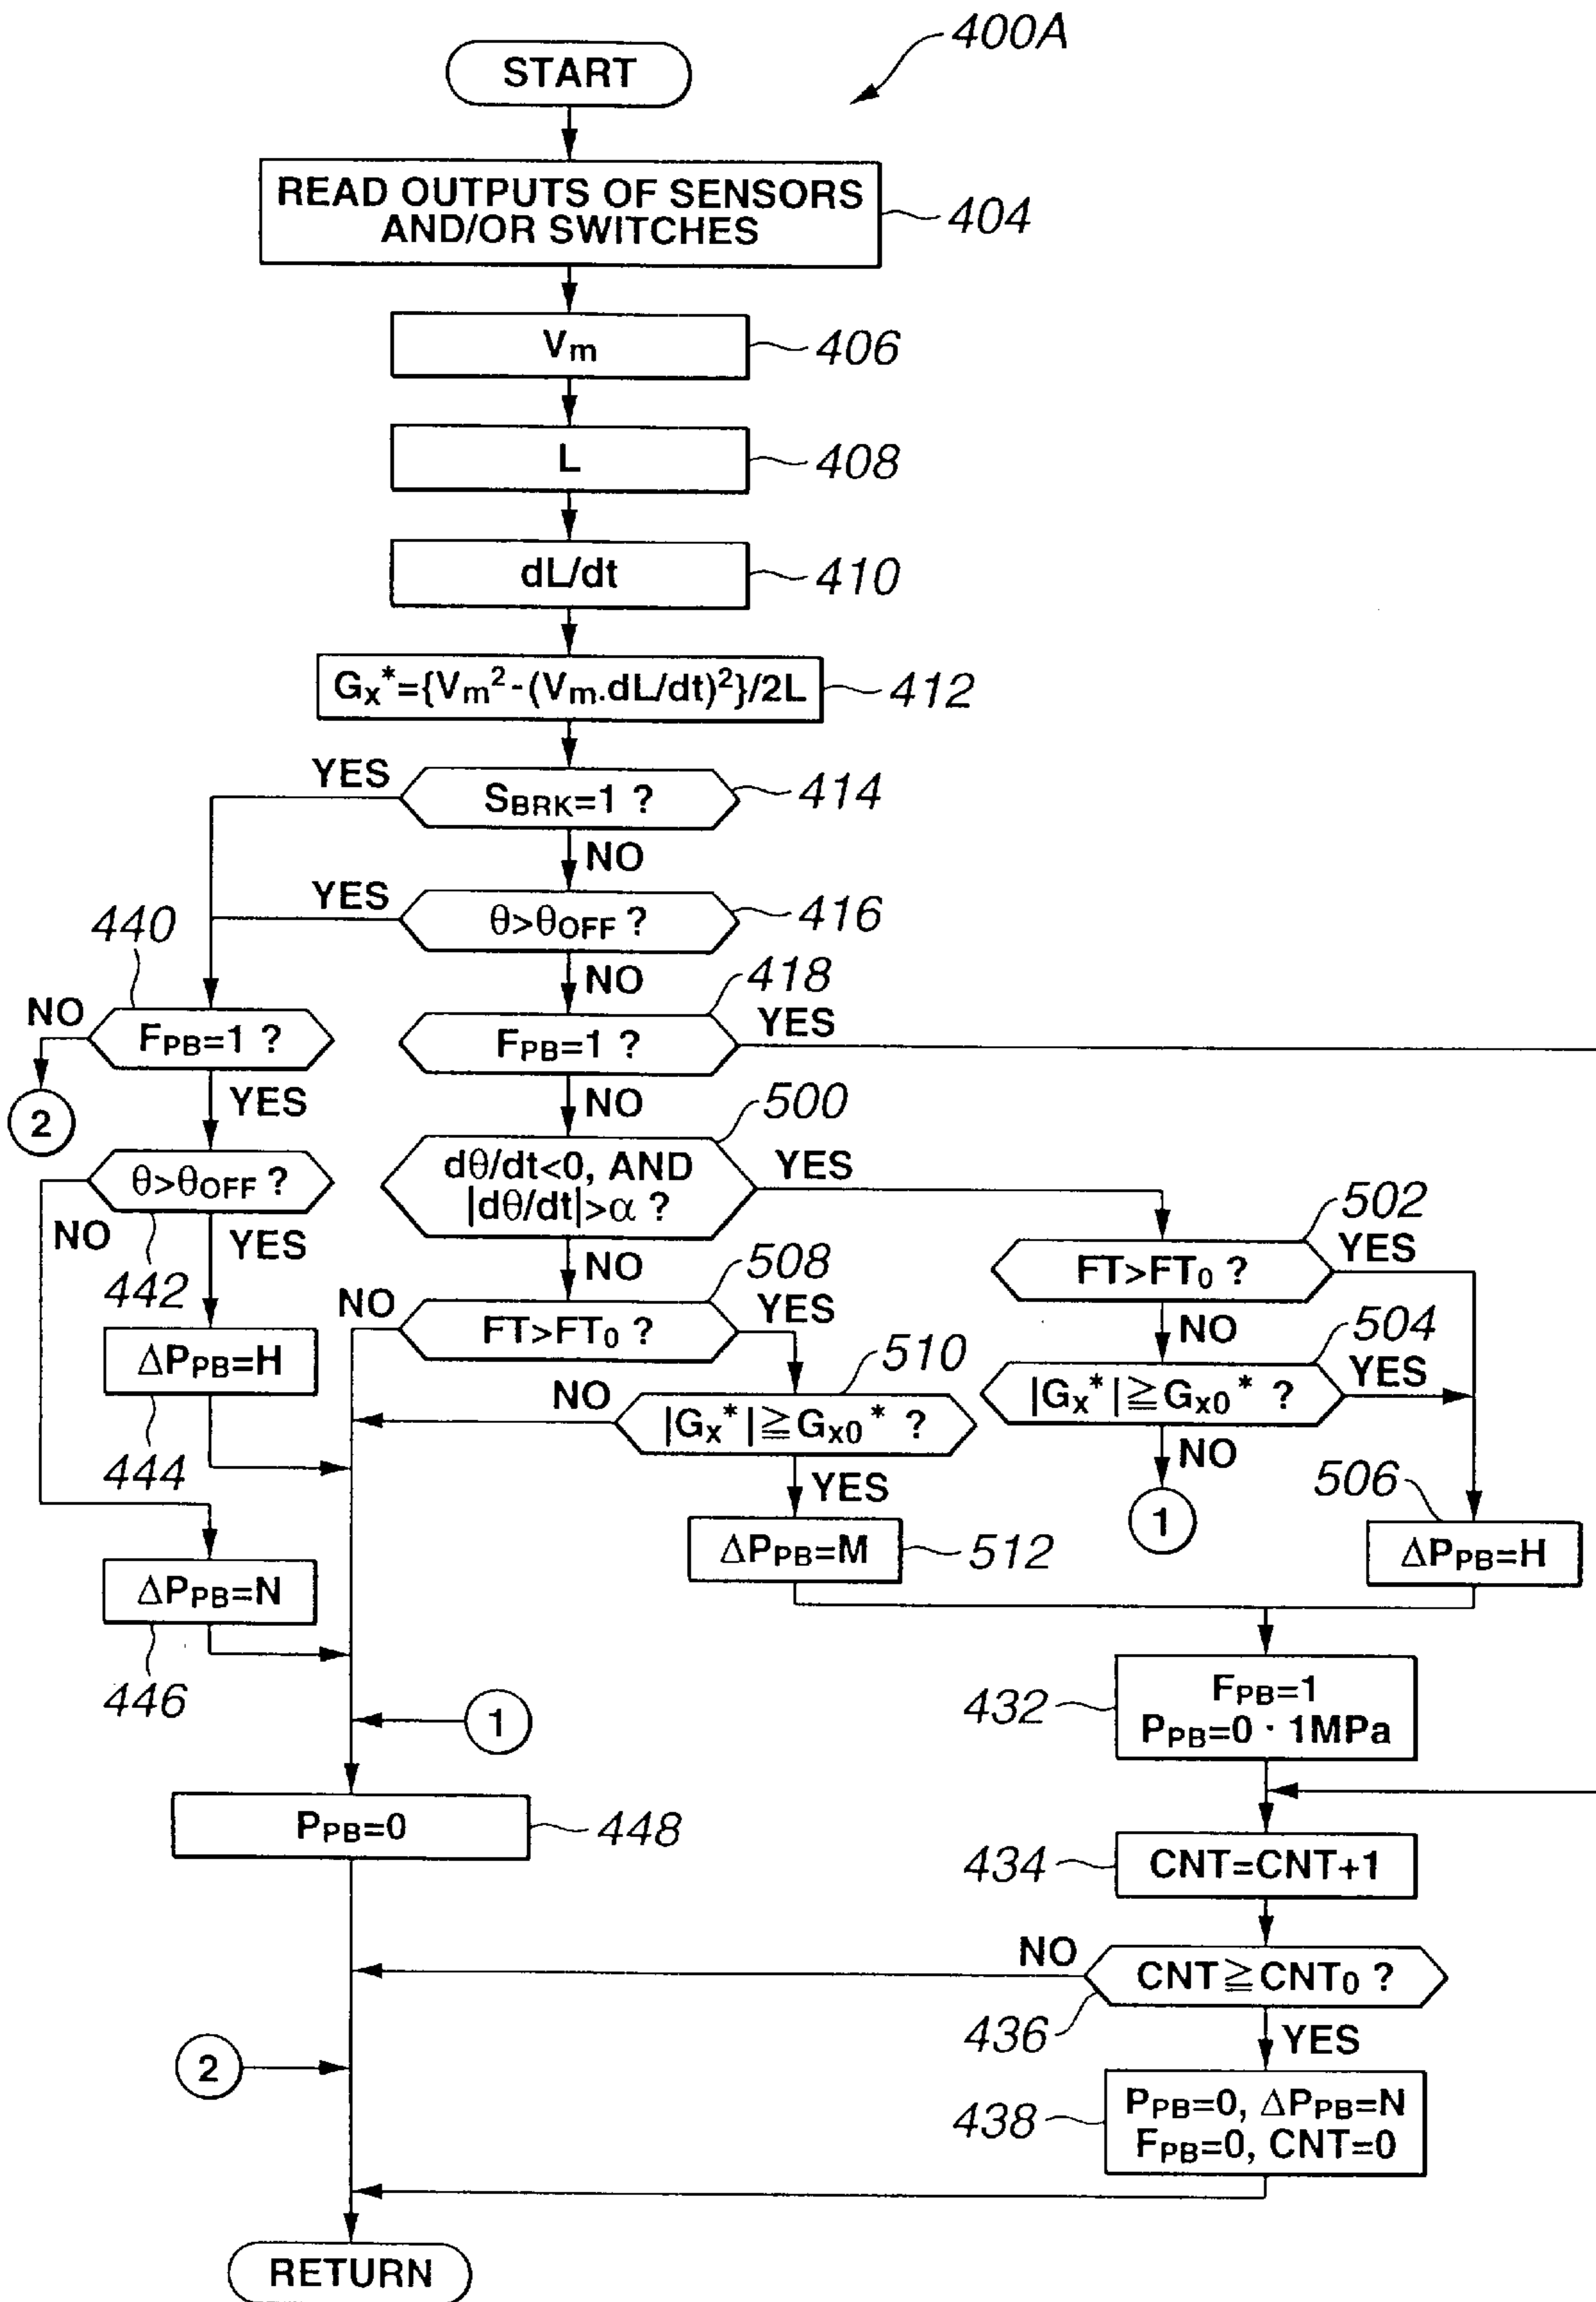 400A
START
READ OUTPUTS OF SENSORS
AND/OR SWITCHES
404
Vm
406
L
408
dL/dt
410
Gx*={Vm²-(Vm.dL/dt)²}/2L
412
YES
SBRK=1 ?
414
NO
YES
θ>θOFF ?
416
NO
440
NO
FPB=1 ?
YES
2
418
FPB=1 ?
YES
NO
θ>θOFF ?
NO
YES
442
ΔPPB=H
444
ΔPPB=N
446
500
dθ/dt<0, AND
|dθ/dt|>α ?
YES
NO
508
NO
FT>FT0 ?
YES
502
FT>FT0 ?
YES
NO
504
|Gx*|≧Gx0* ?
YES
NO
1
510
NO
|Gx*|≧Gx0* ?
YES
ΔPPB=M
512
506
ΔPPB=H
432
FPB=1
PPB=0・1MPa
1
PPB=0
448
434
CNT=CNT+1
NO
CNT≧CNT0 ?
436
YES
2
438
PPB=0, ΔPPB=N
FPB=0, CNT=0
RETURN